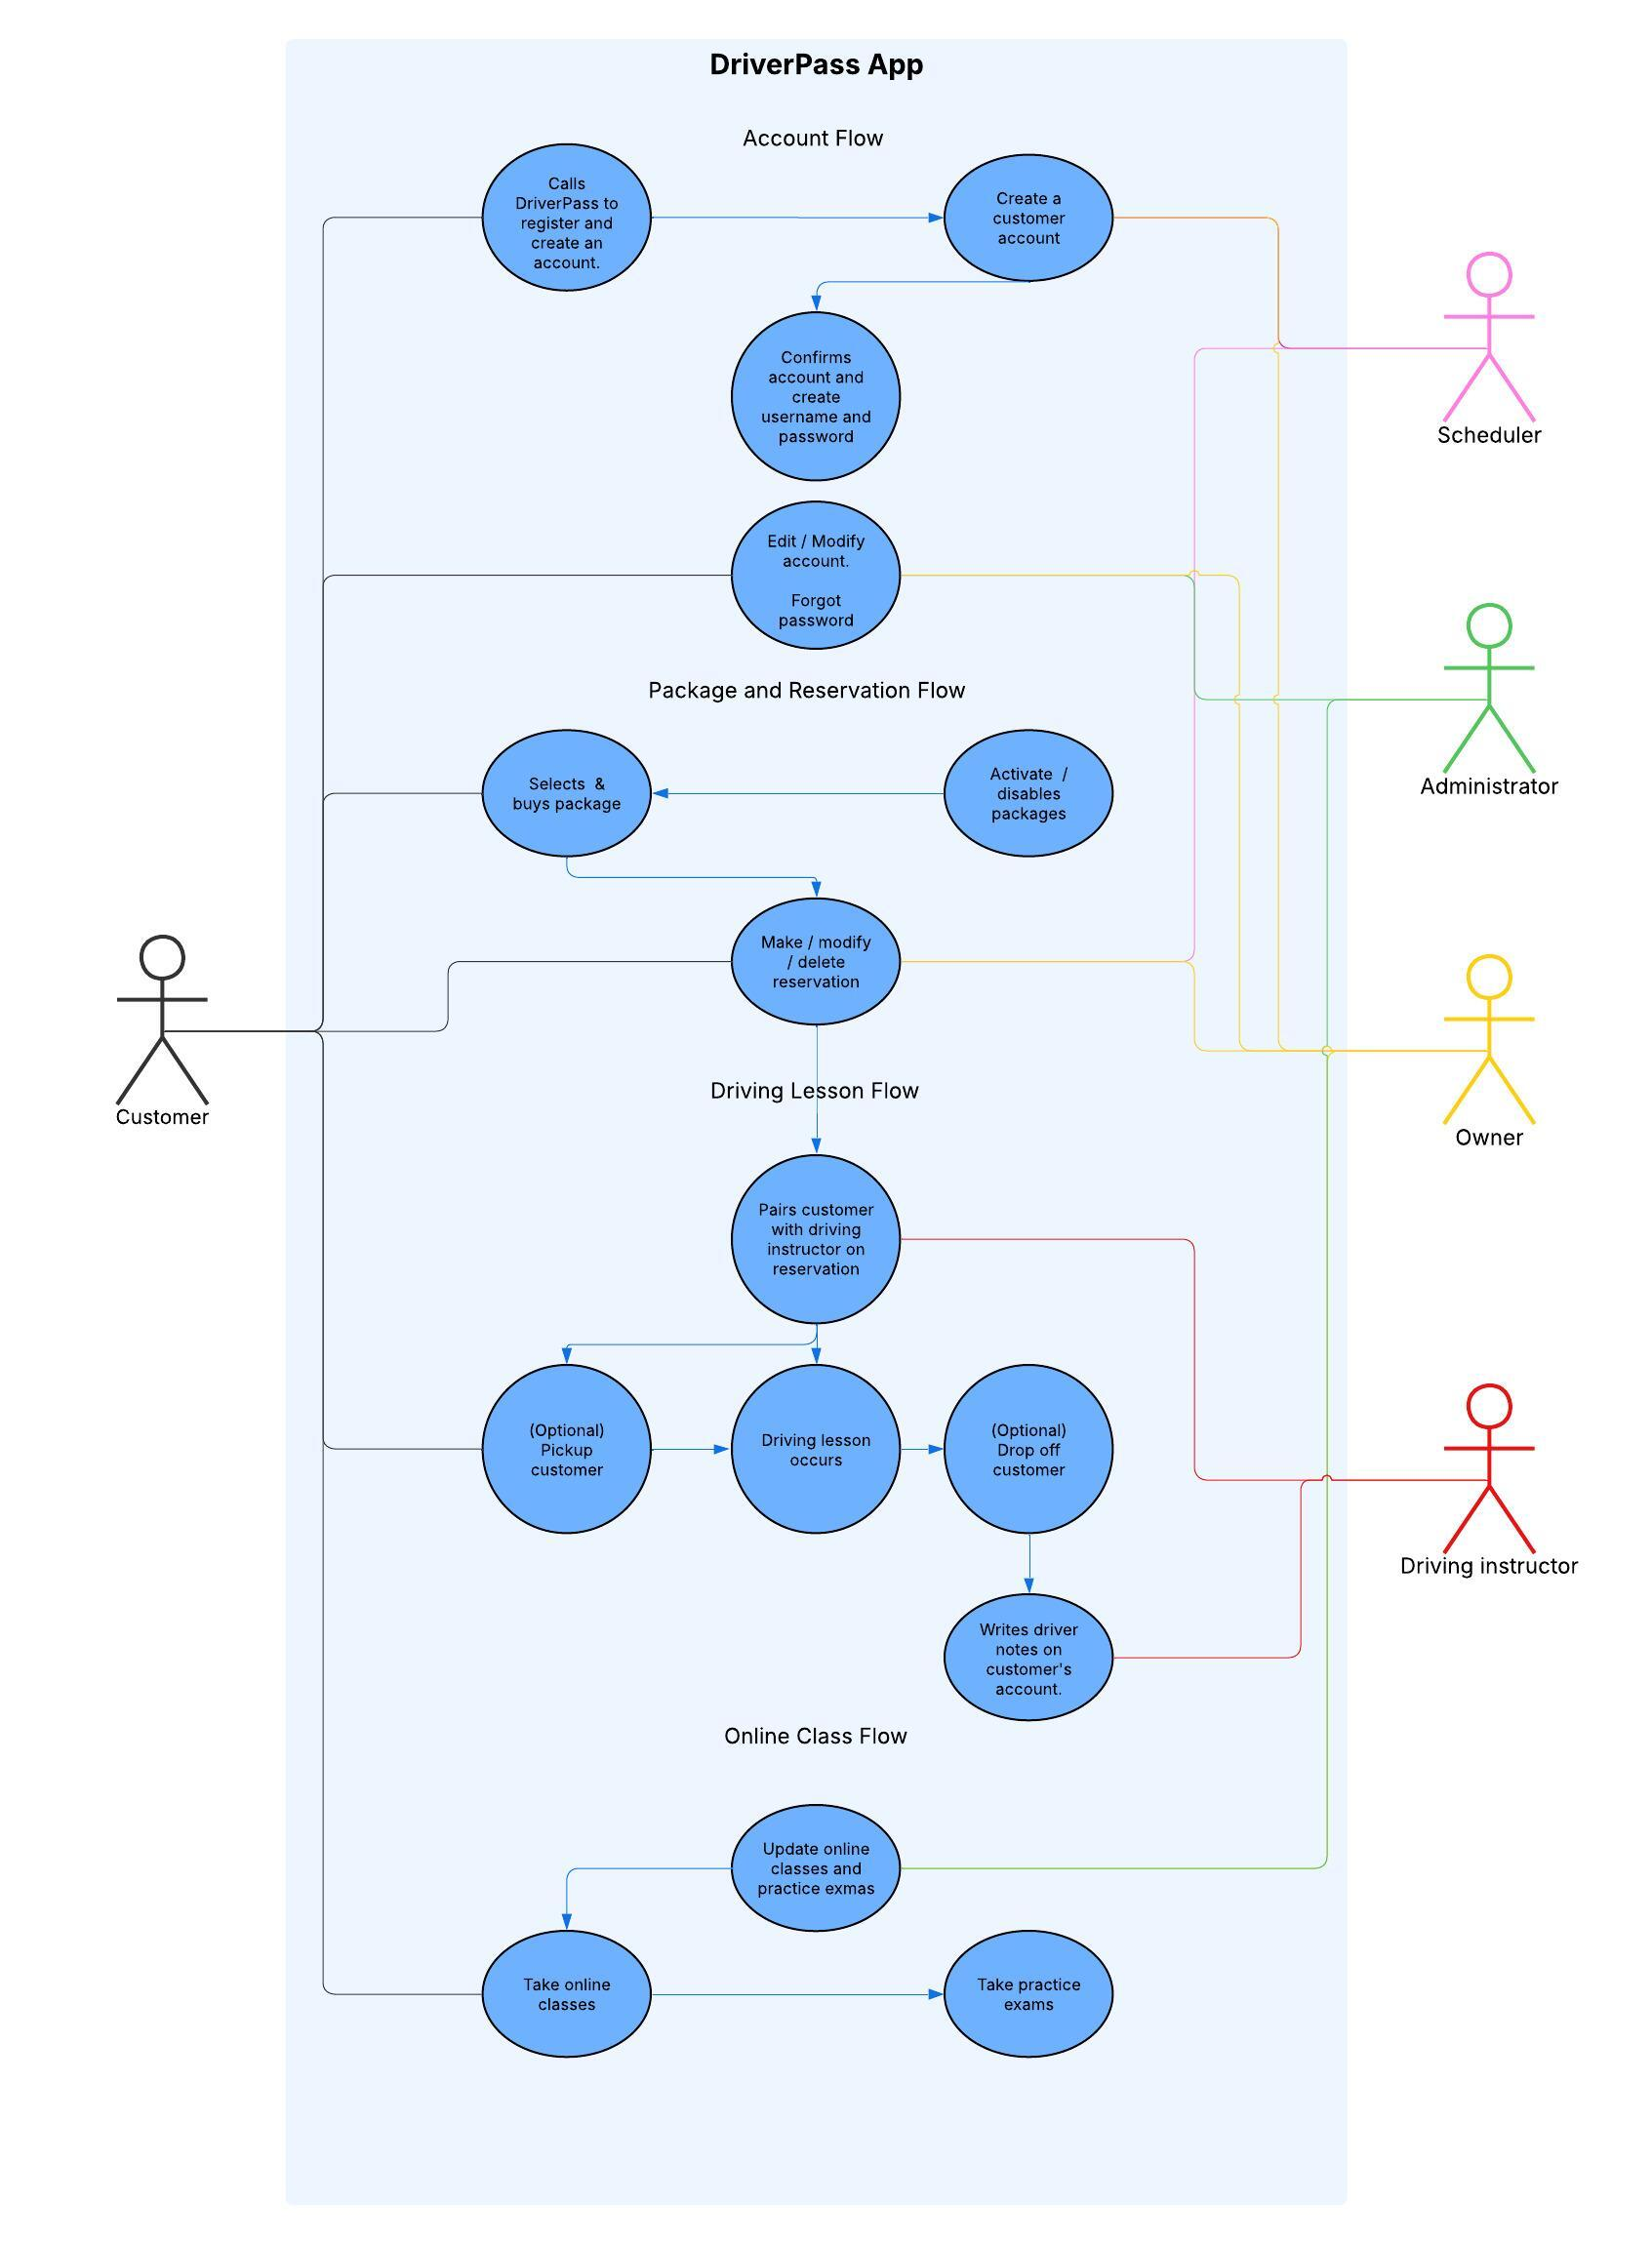 DriverPass App
Account Flow
Calls
DriverPass to
register and
create an
account.
Create a
customer
account
Confirms
account and
create
username and
password
Scheduler
Edit / Modify
account.
Forgot
password
Package and Reservation Flow
Selects & 
buys package
Activate /
disables
packages
Administrator
Make / modify
/ delete
reservation
Customer
Driving Lesson Flow
Owner
Pairs customer
with driving
instructor on
reservation
(Optional)
Pickup
customer
Driving lesson
occurs
(Optional)
Drop off
customer
Driving instructor
Writes driver
notes on
customer's
account.
Online Class Flow
Update online
classes and
practice exmas
Take online
classes
Take practice
exams